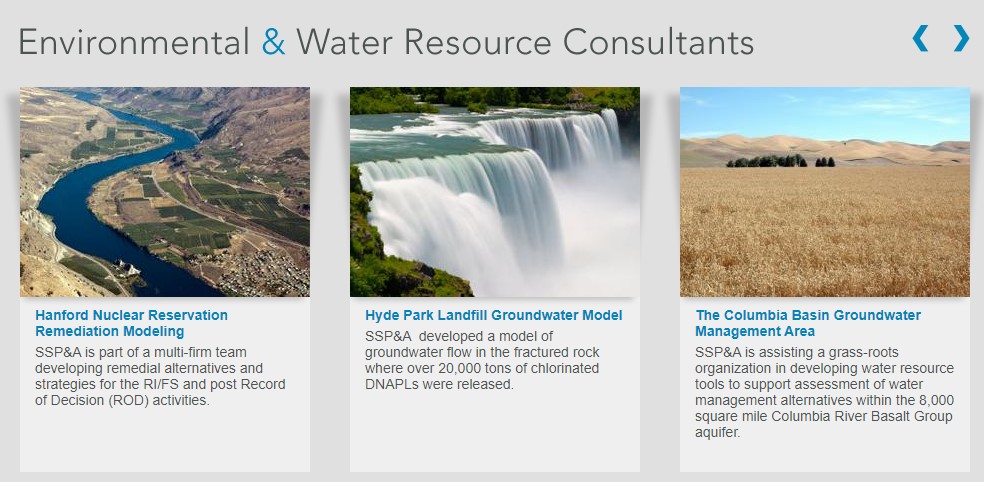 Environmental & Water Resource Consultants
Hanford Nuclear Reservation
Remediation Modeling
SSP&A is part of a multi-firm team
developing remedial alternatives and
strategies for the RI/FS and post Record
of Decision (ROD) activities.
Hyde Park Landfill Groundwater Model
SSP&A  developed a model of
groundwater flow in the fractured rock
where over 20,000 tons of chlorinated
DNAPLs were released.
The Columbia Basin Groundwater
Management Area
SSP&A is assisting a grass-roots
organization in developing water resource
tools to support assessment of water
management alternatives within the 8,000
square mile Columbia River Basalt Group
aquifer.